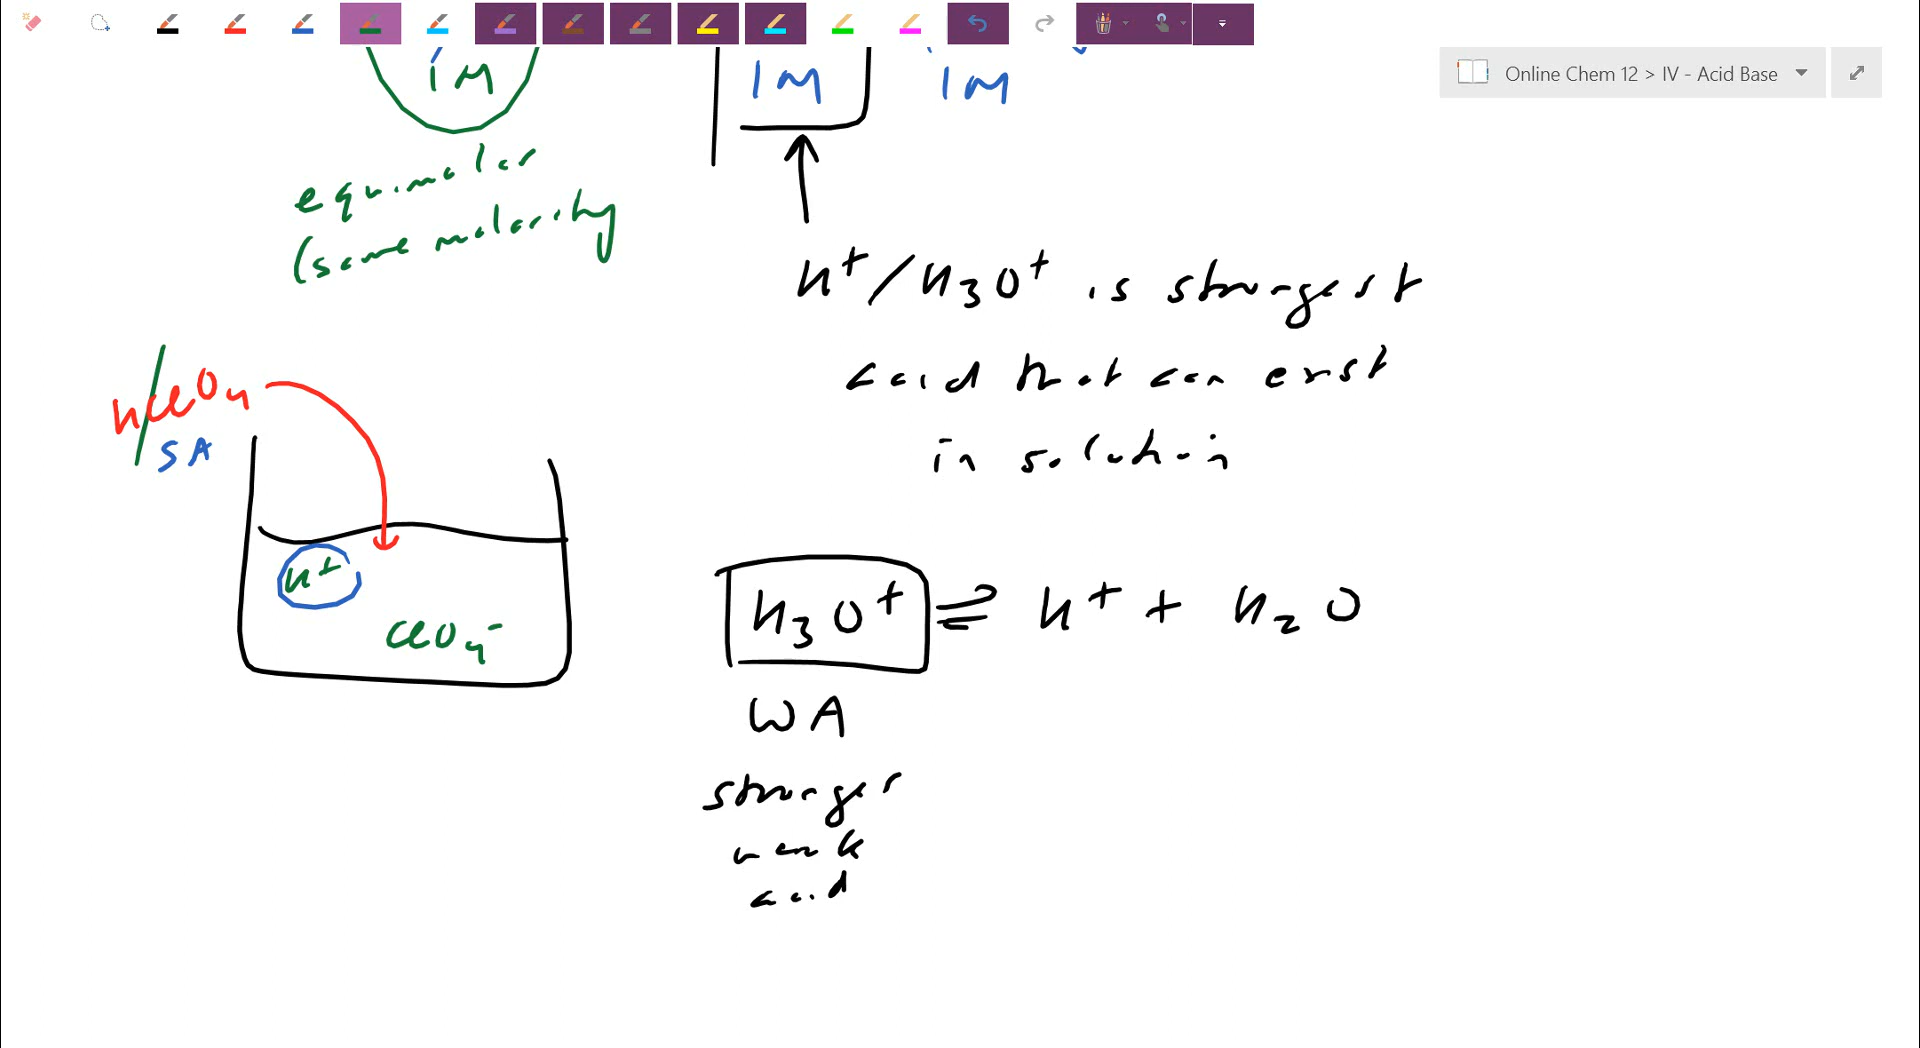 Online Chem 12 > IV - Acid Base
1M
1M
1M
equimolar
(same molarity
H+/H3O+ is strongest
acid that can exist
in solution
HClO4
SA
H+
ClO4-
H3O+ ⇌ H+ + H2O
WA
stronger
weak
acid